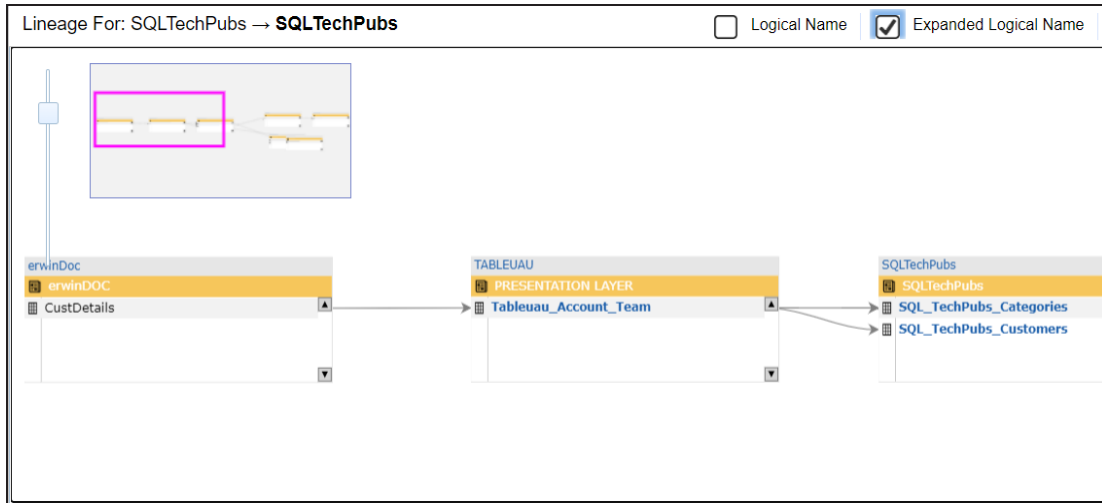 Lineage For: SQLTechPubs → SQLTechPubs
Logical Name
Expanded Logical Name
erwinDoc
erwinDOC
CustDetails
TABLEUAU
PRESENTATION LAYER
Tableuau_Account_Team
SQLTechPubs
SQLTechPubs
SQL_TechPubs_Categories
SQL_TechPubs_Customers